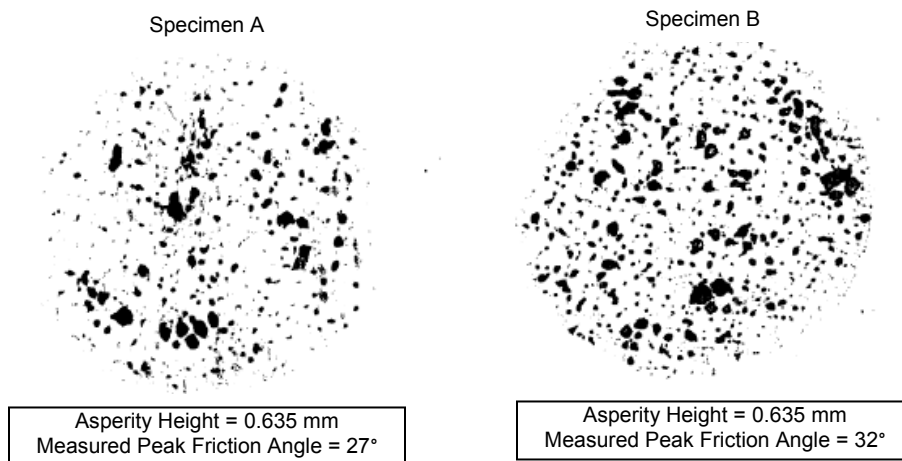 Specimen A
Specimen B
Asperity Height = 0.635 mm
Measured Peak Friction Angle = 27°
Asperity Height = 0.635 mm
Measured Peak Friction Angle = 32°